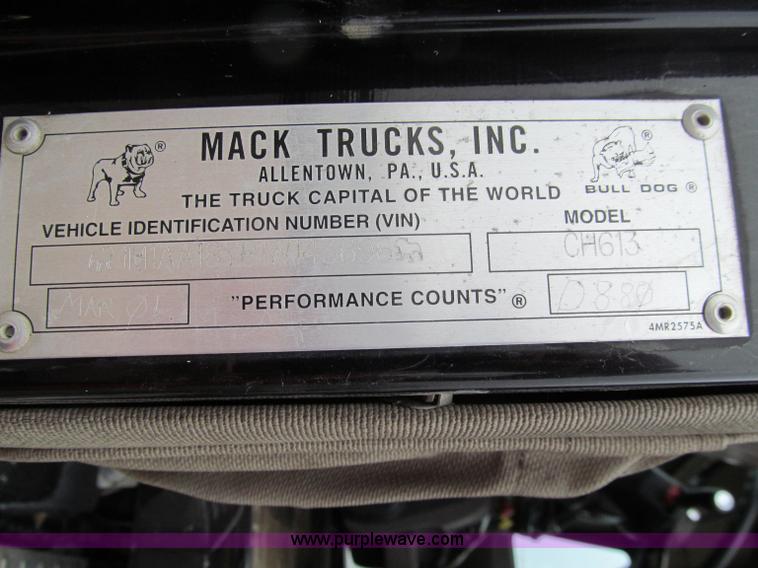 MACK TRUCKS, INC.
ALLENTOWN, PA., U.S.A.
THE TRUCK CAPITAL OF THE WORLD
BULL DOG ®
VEHICLE IDENTIFICATION NUMBER (VIN)
MODEL
CH613
"PERFORMANCE COUNTS" ®
D880
4MR2575A
www.purplewave.com